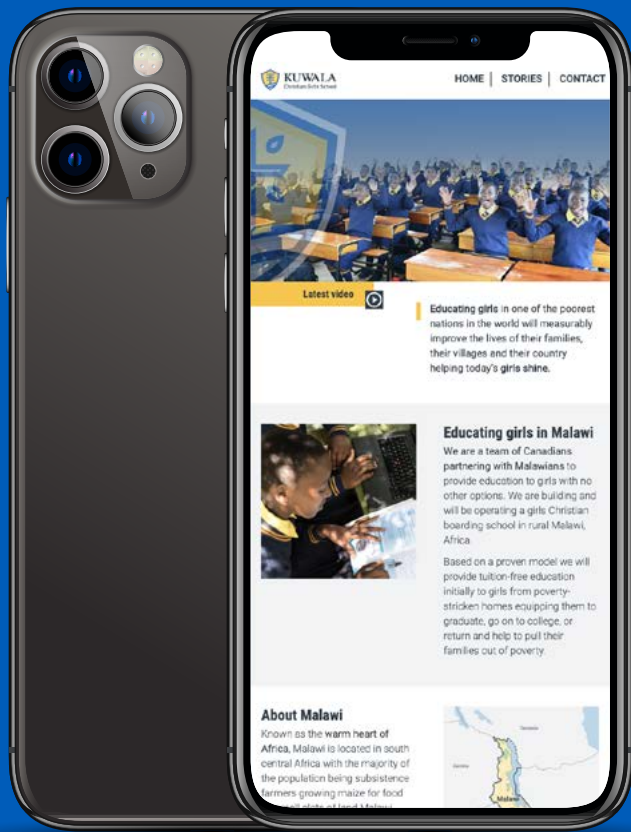 KUWALA
Christian Girls School
HOME | STORIES | CONTACT
Latest video
Educating girls in one of the poorest
nations in the world will measurably
improve the lives of their families,
their villages and their country
helping today's girls shine.
Educating girls in Malawi
We are a team of Canadians
partnering with Malawians to
provide education to girls with no
other options. We are building and
will be operating a girls Christian
boarding school in rural Malawi,
Africa
Based on a proven model we will
provide tuition-free education
initially to girls from poverty-
stricken homes equipping them to
graduate, go on to college, or
return and help to pull their
families out of poverty.
About Malawi
Known as the warm heart of
Africa, Malawi is located in south
central Africa with the majority of
the population being subsistence
farmers growing maize for food
plots of land Malawi
Tanzania
Zambia
Malawi